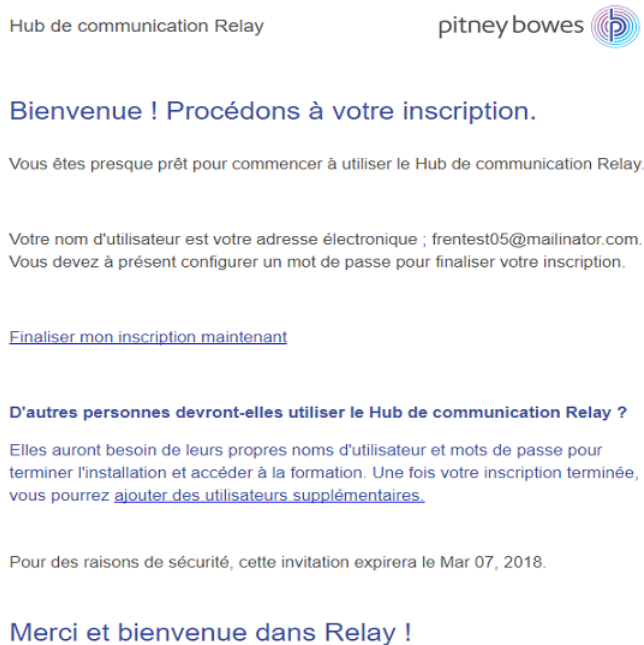 Hub de communication Relay
pitney bowes
Bienvenue ! Procédons à votre inscription.
Vous êtes presque prêt pour commencer à utiliser le Hub de communication Relay.
Votre nom d'utilisateur est votre adresse électronique ; frentest05@mailinator.com.
Vous devez à présent configurer un mot de passe pour finaliser votre inscription.
Finaliser mon inscription maintenant
D'autres personnes devront-elles utiliser le Hub de communication Relay ?
Elles auront besoin de leurs propres noms d'utilisateur et mots de passe pour
terminer l'installation et accéder à la formation. Une fois votre inscription terminée,
vous pourrez ajouter des utilisateurs supplémentaires.
Pour des raisons de sécurité, cette invitation expirera le Mar 07, 2018.
Merci et bienvenue dans Relay !